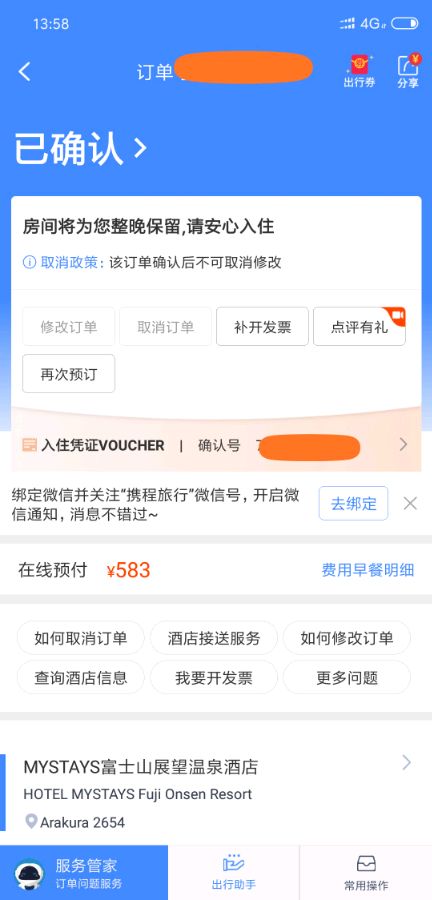 13:58
4G
订单
出行券
分享
已确认
房间将为您整晚保留,请安心入住
取消政策: 该订单确认后不可取消修改
修改订单
取消订单
补开发票
点评有礼
再次预订
入住凭证VOUCHER | 确认号
绑定微信并关注“携程旅行”微信号，开启微
信通知，消息不错过~
去绑定
在线预付 ¥583
费用早餐明细
如何取消订单
酒店接送服务
如何修改订单
查询酒店信息
我要开发票
更多问题
MYSTAYS富士山展望温泉酒店
HOTEL MYSTAYS Fuji Onsen Resort
Arakura 2654
服务管家
订单问题服务
出行助手
常用操作